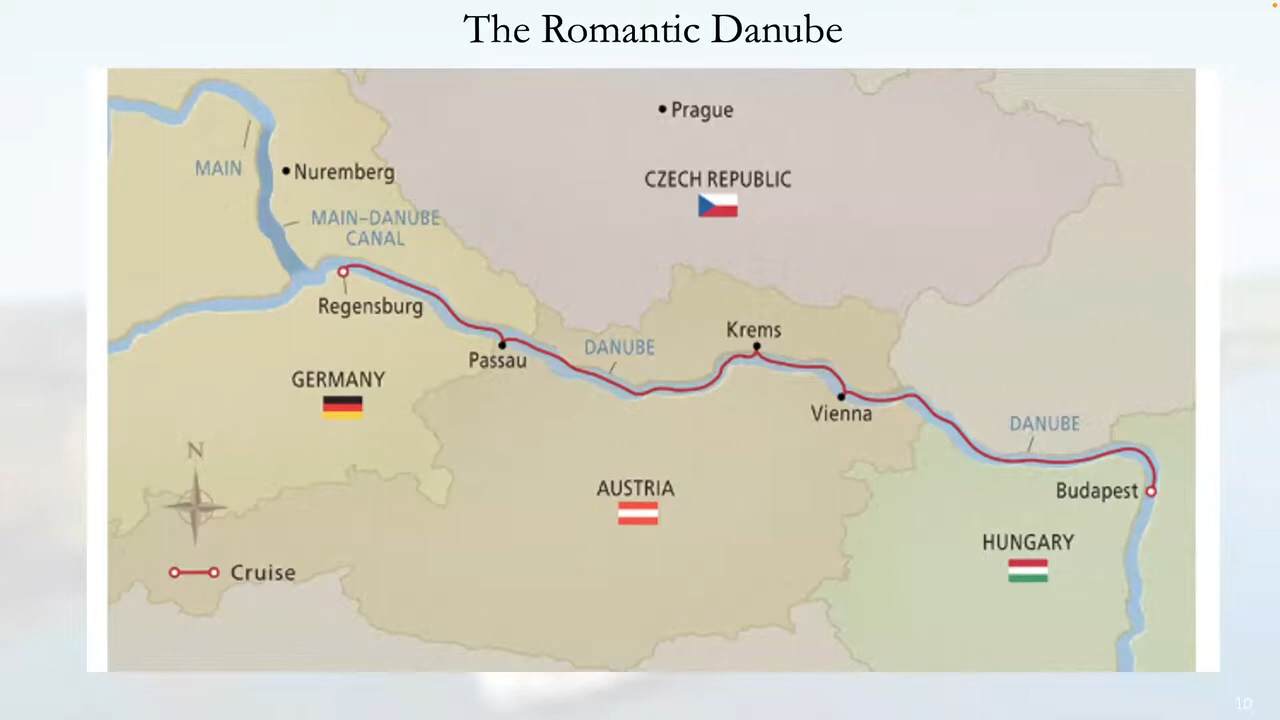 The Romantic Danube
Prague
MAIN
Nuremberg
CZECH REPUBLIC
MAIN–DANUBE
CANAL
Regensburg
Krems
Passau
DANUBE
GERMANY
Vienna
DANUBE
N
AUSTRIA
Budapest
HUNGARY
Cruise
10